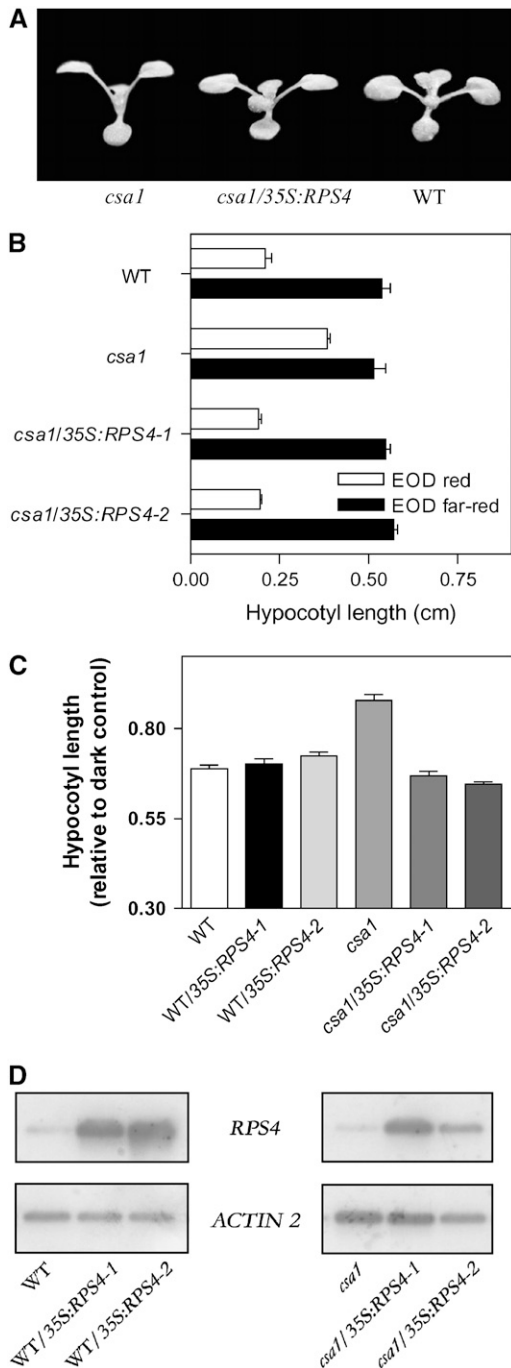 A
csa1 csa1/35S:RPS4 WT
B
WT
csa1
csa1/35S:RPS4-1
csa1/35S:RPS4-2
EOD red
EOD far-red
0.00 0.25 0.50 0.75
Hypocotyl length (cm)
C
Hypocotyl length
(relative to dark control)
0.80
0.55
0.30
WT
WT/35S:RPS4-1
WT/35S:RPS4-2
csa1
csa1/35S:RPS4-1
csa1/35S:RPS4-2
D
RPS4
ACTIN 2
WT
WT/35S:RPS4-1
WT/35S:RPS4-2
csa1
csa1/35S:RPS4-1
csa1/35S:RPS4-2